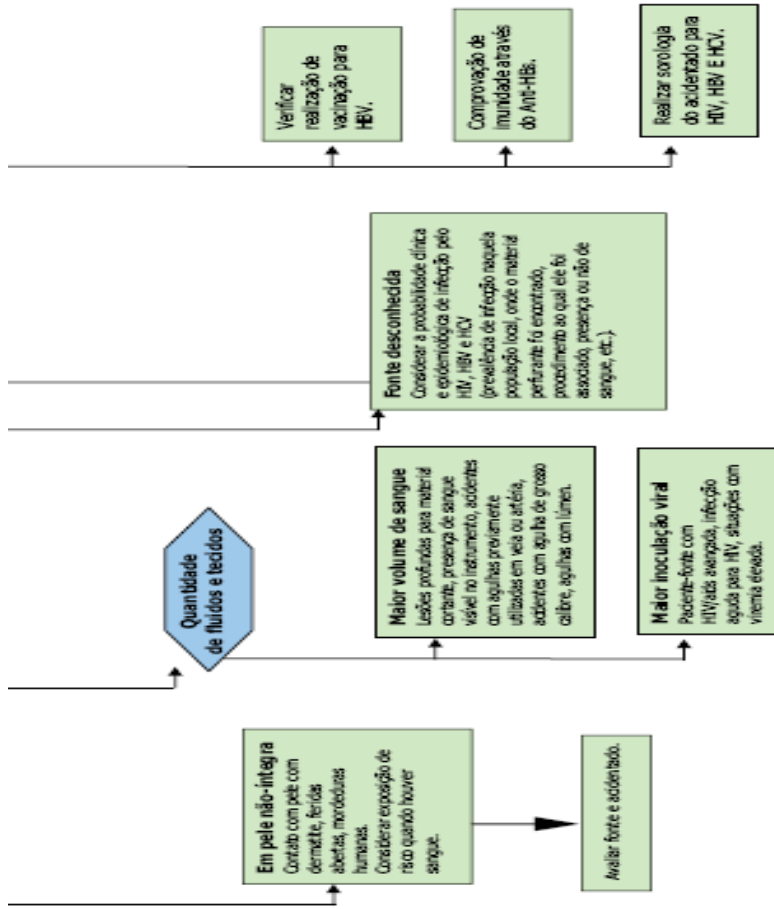 Em pele não-íntegra
Contato com pele com
dermatite, feridas
abertas, mordeduras
humanas.
Considerar exposição de
risco quando houver
sangue.
Avaliar fonte e acidentado.
Quantidade
de fluidos e tecidos
Maior volume de sangue
Lesões profundas para material
cortante, presença de sangue
visível no instrumento, acidentes
com agulhas previamente
utilizadas em veia ou artéria,
acidentes com agulha de grosso
calibre, agulhas com lúmen.
Maior inoculação viral
Paciente-fonte com
HIV/aids avançada, infecção
aguda para HIV, situações com
viremia elevada.
Fonte desconhecida
Considerar a probabilidade clínica
e epidemiológica de infecção pelo
HIV, HBV e HCV
(prevalência de infecção naquela
população local, onde o material
perfurante foi encontrado,
procedimento ao qual ele foi
associado, presença ou não de
sangue, etc.).
Verificar
realização de
vacinação para
HBV.
Comprovação de
imunidade através
do Anti-HBs.
Realizar sorologia
do acidentado para
HIV, HBV E HCV.